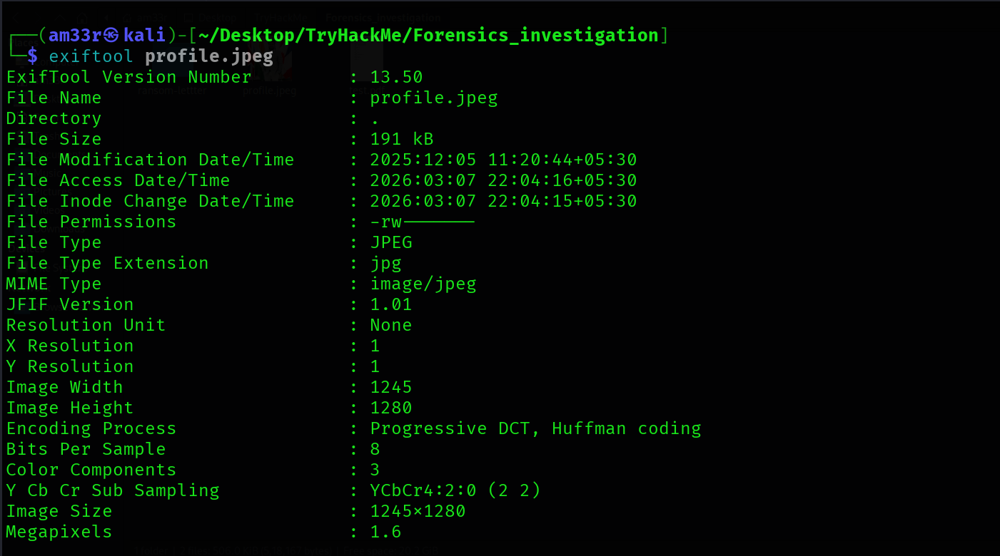 ┌──(am33r㉿kali)-[~/Desktop/TryHackMe/Forensics_investigation]
└─$ exiftool profile.jpeg
ExifTool Version Number : 13.50
File Name : profile.jpeg
Directory : .
File Size : 191 kB
File Modification Date/Time : 2025:12:05 11:20:44+05:30
File Access Date/Time : 2026:03:07 22:04:16+05:30
File Inode Change Date/Time : 2026:03:07 22:04:15+05:30
File Permissions : -rw-------
File Type : JPEG
File Type Extension : jpg
MIME Type : image/jpeg
JFIF Version : 1.01
Resolution Unit : None
X Resolution : 1
Y Resolution : 1
Image Width : 1245
Image Height : 1280
Encoding Process : Progressive DCT, Huffman coding
Bits Per Sample : 8
Color Components : 3
Y Cb Cr Sub Sampling : YCbCr4:2:0 (2 2)
Image Size : 1245×1280
Megapixels : 1.6